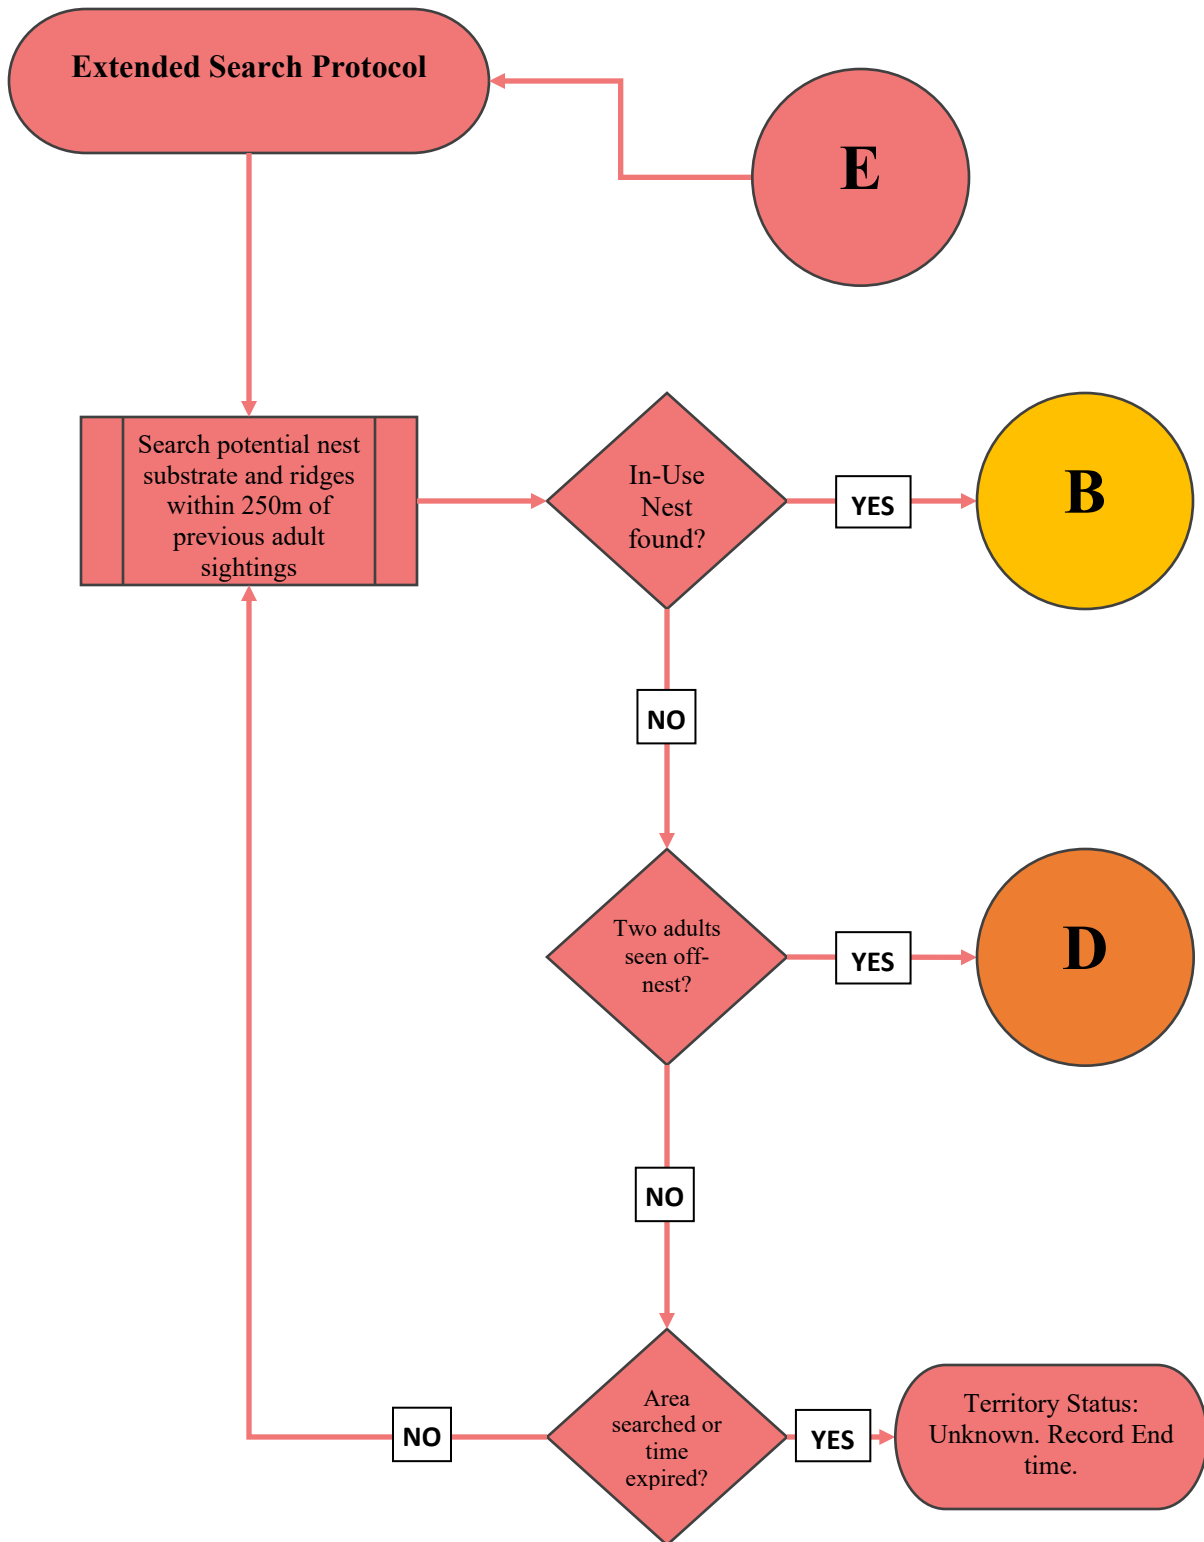 Extended Search Protocol
E
Search potential nest
substrate and ridges
within 250m of
previous adult
sightings
In-Use
Nest
found?
YES
B
NO
Two adults
seen off-
nest?
YES
D
NO
Area
searched or
time
expired?
NO
YES
Territory Status:
Unknown. Record End
time.